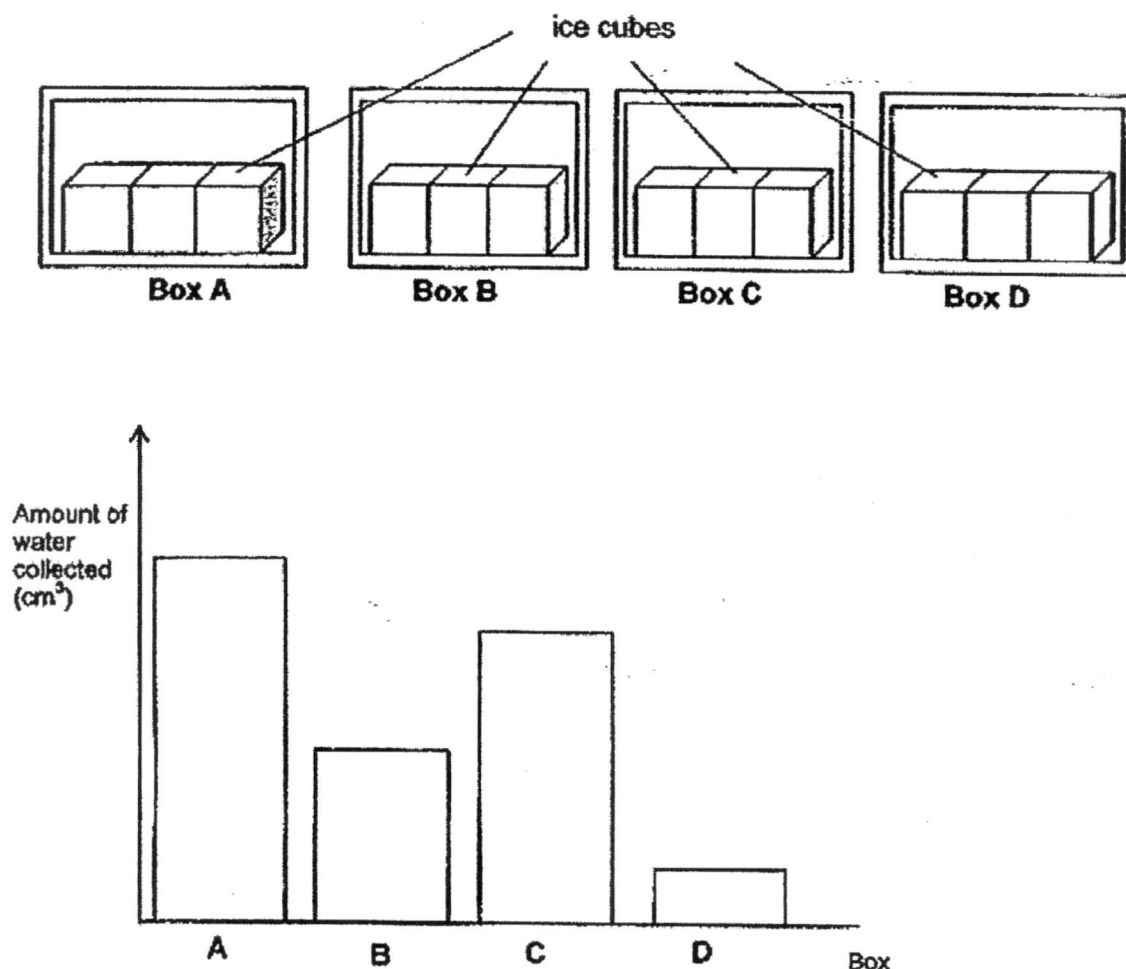 ice cubes
Box A
Box B
Box C
Box D
Amount of
water
collected
(cm³)
A
B
C
D
Box